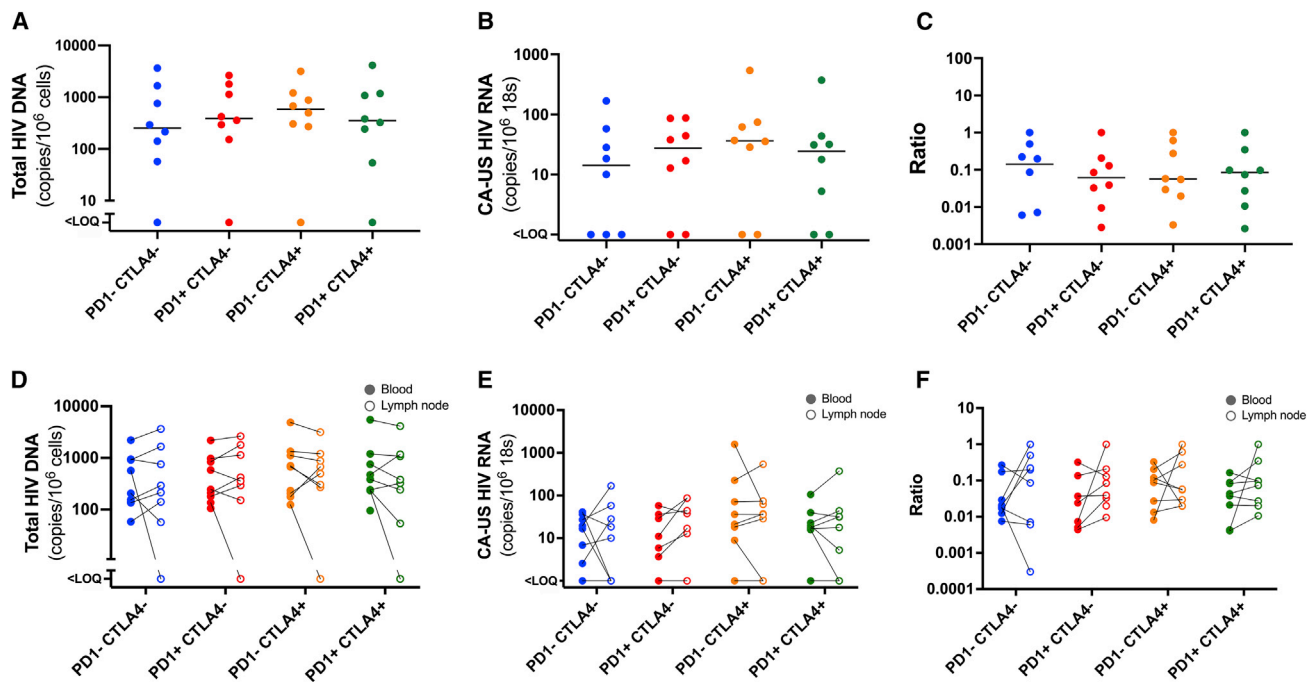 A
Total HIV DNA
(copies/10⁶ cells)
10000
1000
100
10
<LOQ
PD1- CTLA4-
PD1+ CTLA4-
PD1- CTLA4+
PD1+ CTLA4+
B
CA-US HIV RNA
(copies/10⁶ 18s)
1000
100
10
<LOQ
PD1- CTLA4-
PD1+ CTLA4-
PD1- CTLA4+
PD1+ CTLA4+
C
Ratio
100
10
1
0.1
0.01
0.001
PD1- CTLA4-
PD1+ CTLA4-
PD1- CTLA4+
PD1+ CTLA4+
D
Blood
Lymph node
Total HIV DNA
(copies/10⁶ cells)
10000
1000
100
<LOQ
PD1- CTLA4-
PD1+ CTLA4-
PD1- CTLA4+
PD1+ CTLA4+
E
Blood
Lymph node
CA-US HIV RNA
(copies/10⁶ 18s)
10000
1000
100
10
<LOQ
PD1- CTLA4-
PD1+ CTLA4-
PD1- CTLA4+
PD1+ CTLA4+
F
Blood
Lymph node
Ratio
10
1
0.1
0.01
0.001
0.0001
PD1- CTLA4-
PD1+ CTLA4-
PD1- CTLA4+
PD1+ CTLA4+